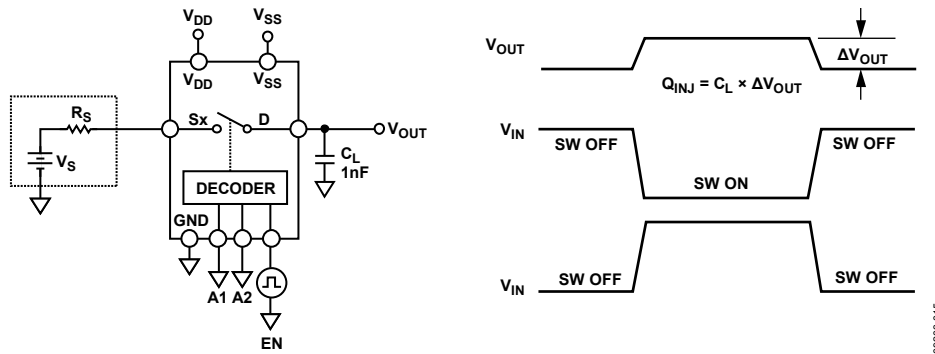 VDD
VSS
VDD
VSS
RS
VS
Sx
D
VOUT
CL
1nF
DECODER
GND
A1
A2
EN
VOUT
ΔVOUT
QINJ = CL × ΔVOUT
VIN
SW OFF
SW ON
SW OFF
VIN
SW OFF
SW OFF